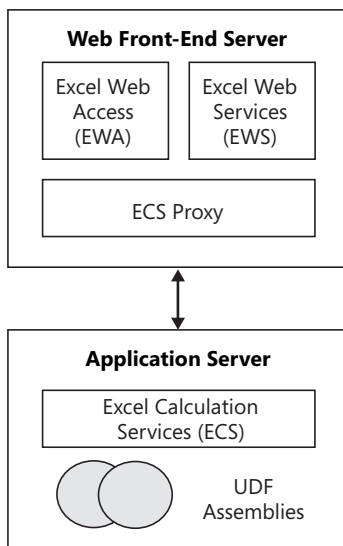 Web Front-End Server
Excel Web
Access
(EWA)
Excel Web
Services
(EWS)
ECS Proxy
Application Server
Excel Calculation
Services (ECS)
UDF
Assemblies